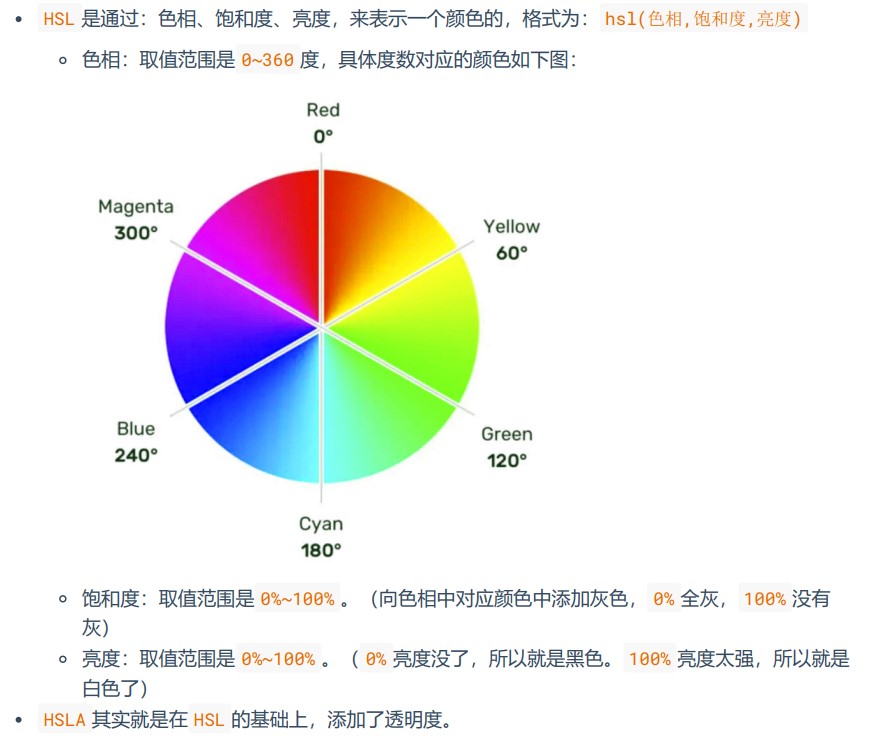 HSL 是通过：色相、饱和度、亮度，来表示一个颜色的，格式为： hsl(色相,饱和度,亮度)
色相：取值范围是 0~360 度，具体度数对应的颜色如下图：
Red
0°
Magenta
300°
Yellow
60°
Blue
240°
Green
120°
Cyan
180°
饱和度：取值范围是 0%~100% 。（向色相中对应颜色中添加灰色， 0% 全灰， 100% 没有
灰）
亮度：取值范围是 0%~100% 。（ 0% 亮度没了，所以就是黑色。 100% 亮度太强，所以就是
白色了）
HSLA 其实就是在 HSL 的基础上，添加了透明度。